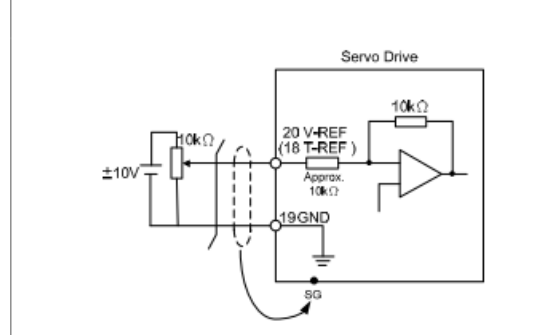 Servo Drive
10kΩ
20 V-REF
(18 T-REF )
10kΩ
±10V
Approx.
10kΩ
19GND
SG